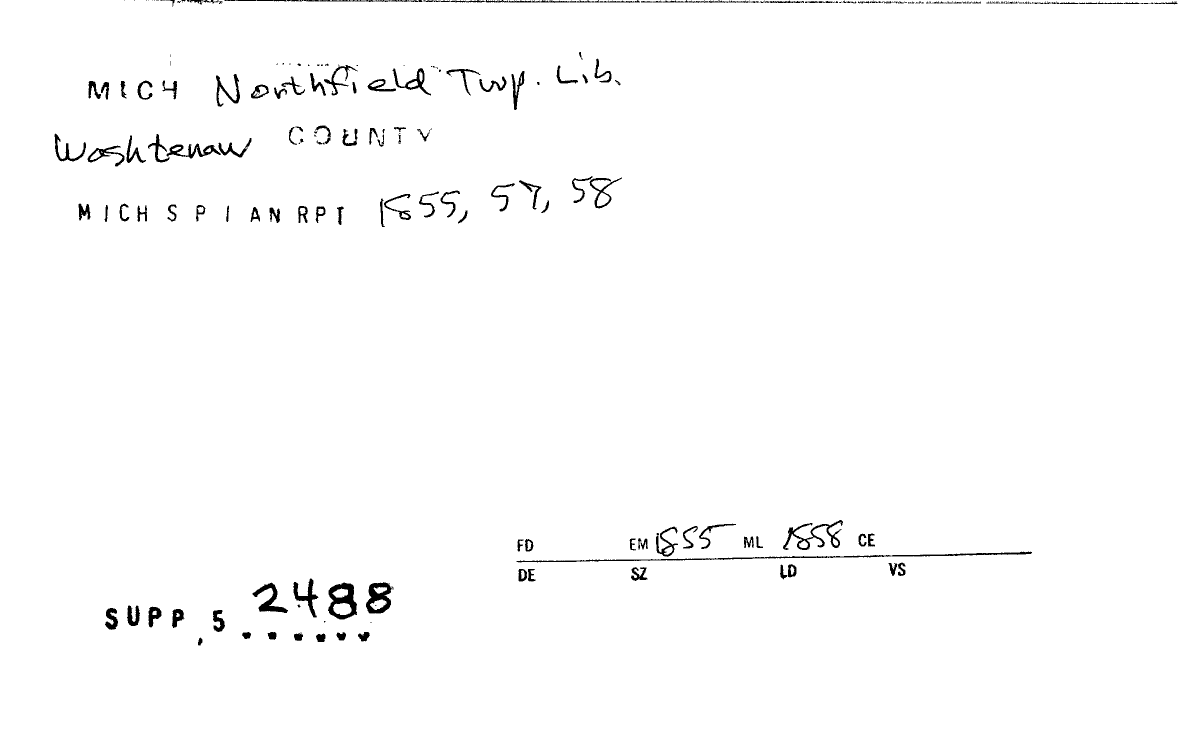 MICH Northfield Twp. Lib.
Washtenaw COUNTY
MICH S P I AN RPT 1855, 57, 58
FD EM 1855 ML 1858 CE
DE SZ LD VS
SUPP, 5 2488